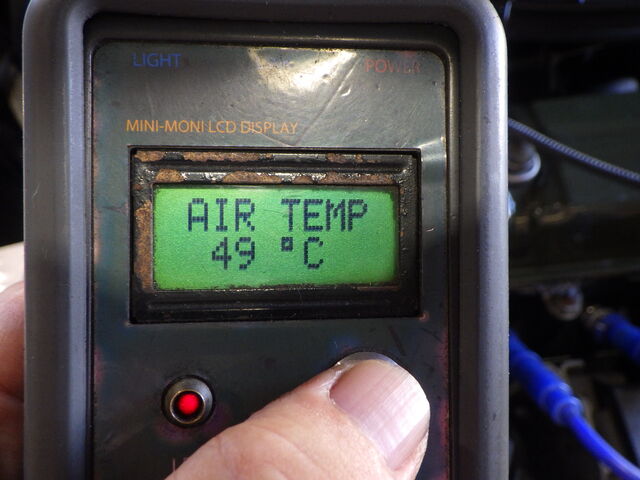 LIGHT POWER
MINI-MONI LCD DISPLAY
AIR TEMP
49 °C